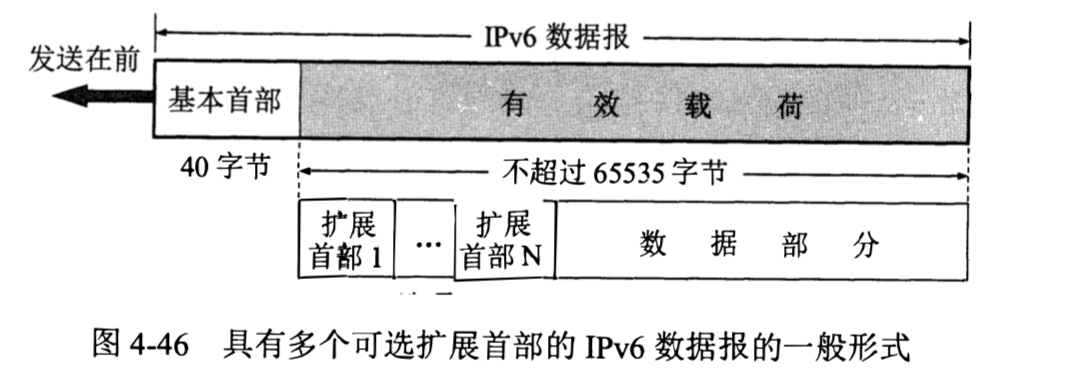 IPv6 数据报
发送在前
基本首部
有效载荷
40 字节
不超过 65535 字节
扩展
首部 1
...
扩展
首部 N
数据部分
图 4-46 具有多个可选扩展首部的 IPv6 数据报的一般形式